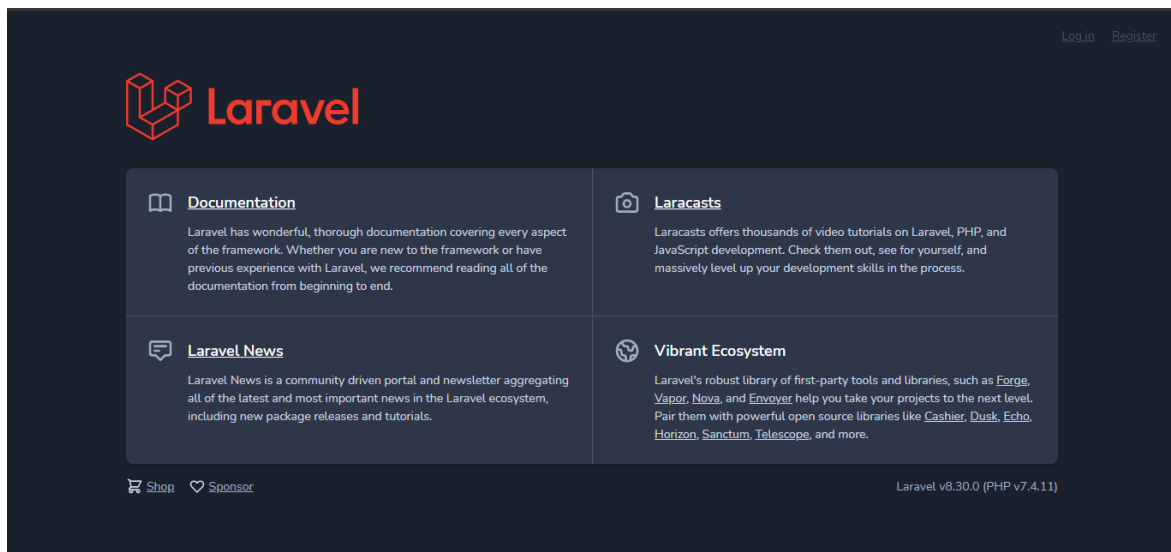 Log in Register
Laravel
Documentation
Laravel has wonderful, thorough documentation covering every aspect
of the framework. Whether you are new to the framework or have
previous experience with Laravel, we recommend reading all of the
documentation from beginning to end.
Laracasts
Laracasts offers thousands of video tutorials on Laravel, PHP, and
JavaScript development. Check them out, see for yourself, and
massively level up your development skills in the process.
Laravel News
Laravel News is a community driven portal and newsletter aggregating
all of the latest and most important news in the Laravel ecosystem,
including new package releases and tutorials.
Vibrant Ecosystem
Laravel's robust library of first-party tools and libraries, such as Forge,
Vapor, Nova, and Envoyer help you take your projects to the next level.
Pair them with powerful open source libraries like Cashier, Dusk, Echo,
Horizon, Sanctum, Telescope, and more.
Shop Sponsor
Laravel v8.30.0 (PHP v7.4.11)